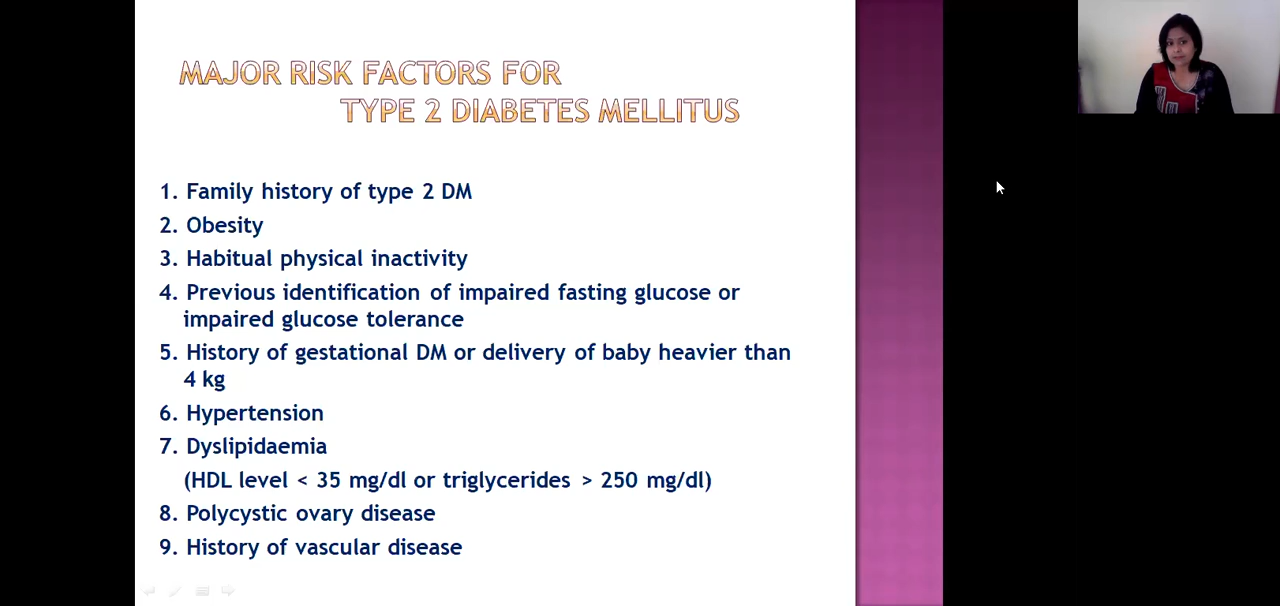 MAJOR RISK FACTORS FOR
TYPE 2 DIABETES MELLITUS
1. Family history of type 2 DM
2. Obesity
3. Habitual physical inactivity
4. Previous identification of impaired fasting glucose or
impaired glucose tolerance
5. History of gestational DM or delivery of baby heavier than
4 kg
6. Hypertension
7. Dyslipidaemia
(HDL level < 35 mg/dl or triglycerides > 250 mg/dl)
8. Polycystic ovary disease
9. History of vascular disease